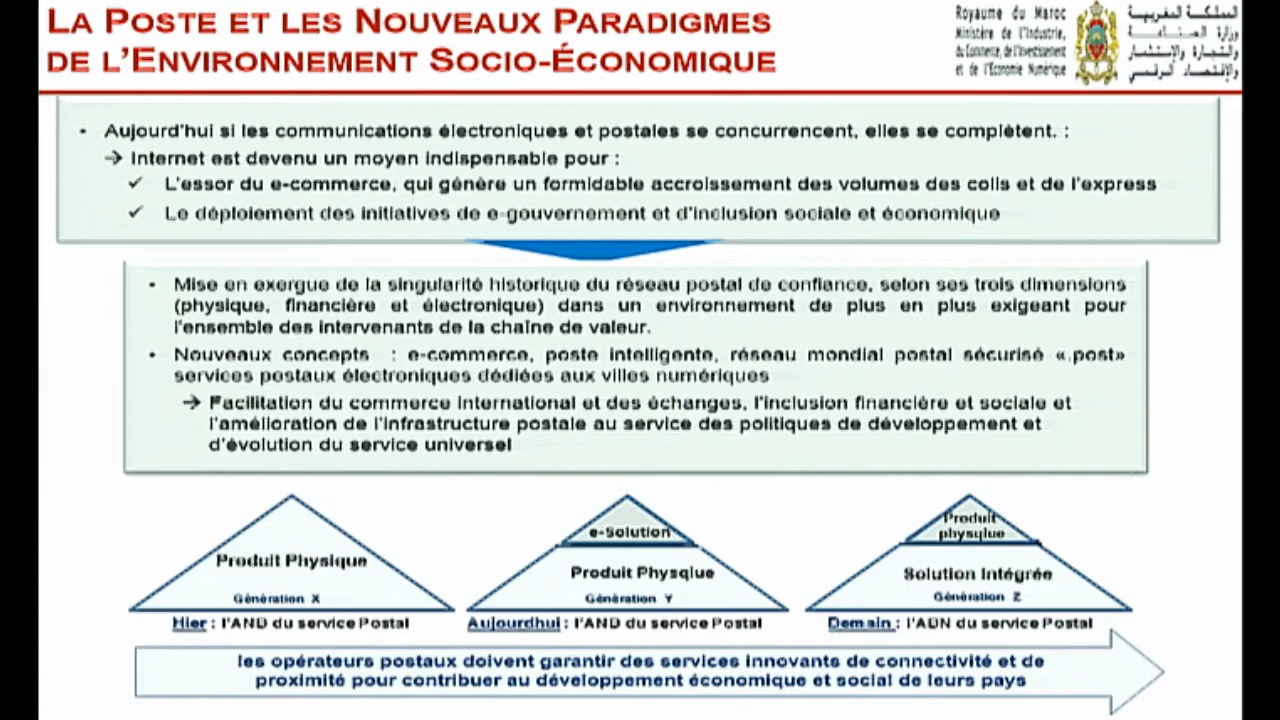 LA POSTE ET LES NOUVEAUX PARADIGMES
DE L'ENVIRONNEMENT SOCIO-ÉCONOMIQUE
Royaume du Maroc
Ministère de l'Industrie,
du Commerce, de l'Investissement
et de l'Économie Numérique
المملكة المغربية
وزارة الصناعة
والتجارة والإستثمار
والإقتصاد الرقمي
• Aujourd'hui si les communications électroniques et postales se concurrencent, elles se complètent. :
→ Internet est devenu un moyen indispensable pour :
✓ L'essor du e-commerce, qui génère un formidable accroissement des volumes des colis et de l'express
✓ Le déploiement des initiatives de e-gouvernement et d'inclusion sociale et économique
• Mise en exergue de la singularité historique du réseau postal de confiance, selon ses trois dimensions
(physique, financière et électronique) dans un environnement de plus en plus exigeant pour
l'ensemble des intervenants de la chaîne de valeur.
• Nouveaux concepts : e-commerce, poste intelligente, réseau mondial postal sécurisé «.post»
services postaux électroniques dédiées aux villes numériques
→ Facilitation du commerce international et des échanges, l'inclusion financière et sociale et
l'amélioration de l'infrastructure postale au service des politiques de développement et
d'évolution du service universel
Produit Physique
Génération X
Hier : l'AND du service Postal
e-Solution
Produit Physqiue
Génération Y
Aujourdhui : l'AND du service Postal
Produit
physqiue
Solution Intégrée
Génération Z
Demain : l'ADN du service Postal
les opérateurs postaux doivent garantir des services innovants de connectivité et de
proximité pour contribuer au développement économique et social de leurs pays